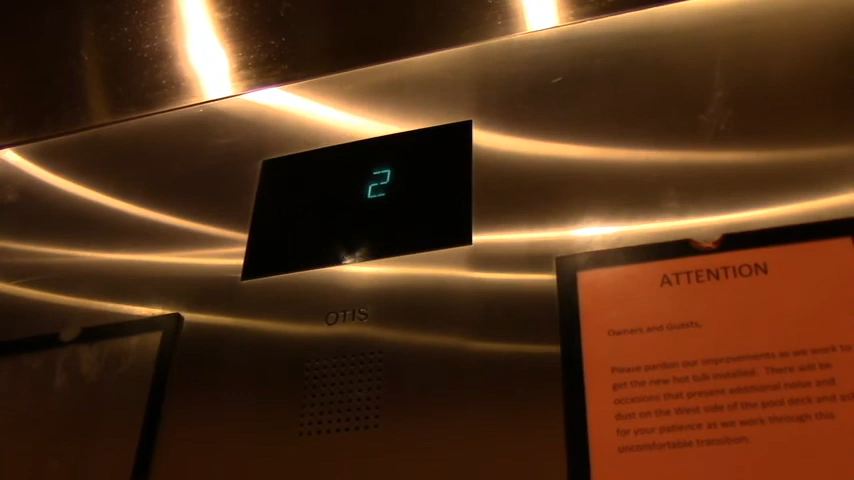 2
OTIS
ATTENTION
Owners and Guests,
Please pardon our improvements as we work to
get the new hot tub installed. There will be
occasions that present additional noise and
dust on the West side of the pool deck and
for your patience as we work through this
uncomfortable transition.